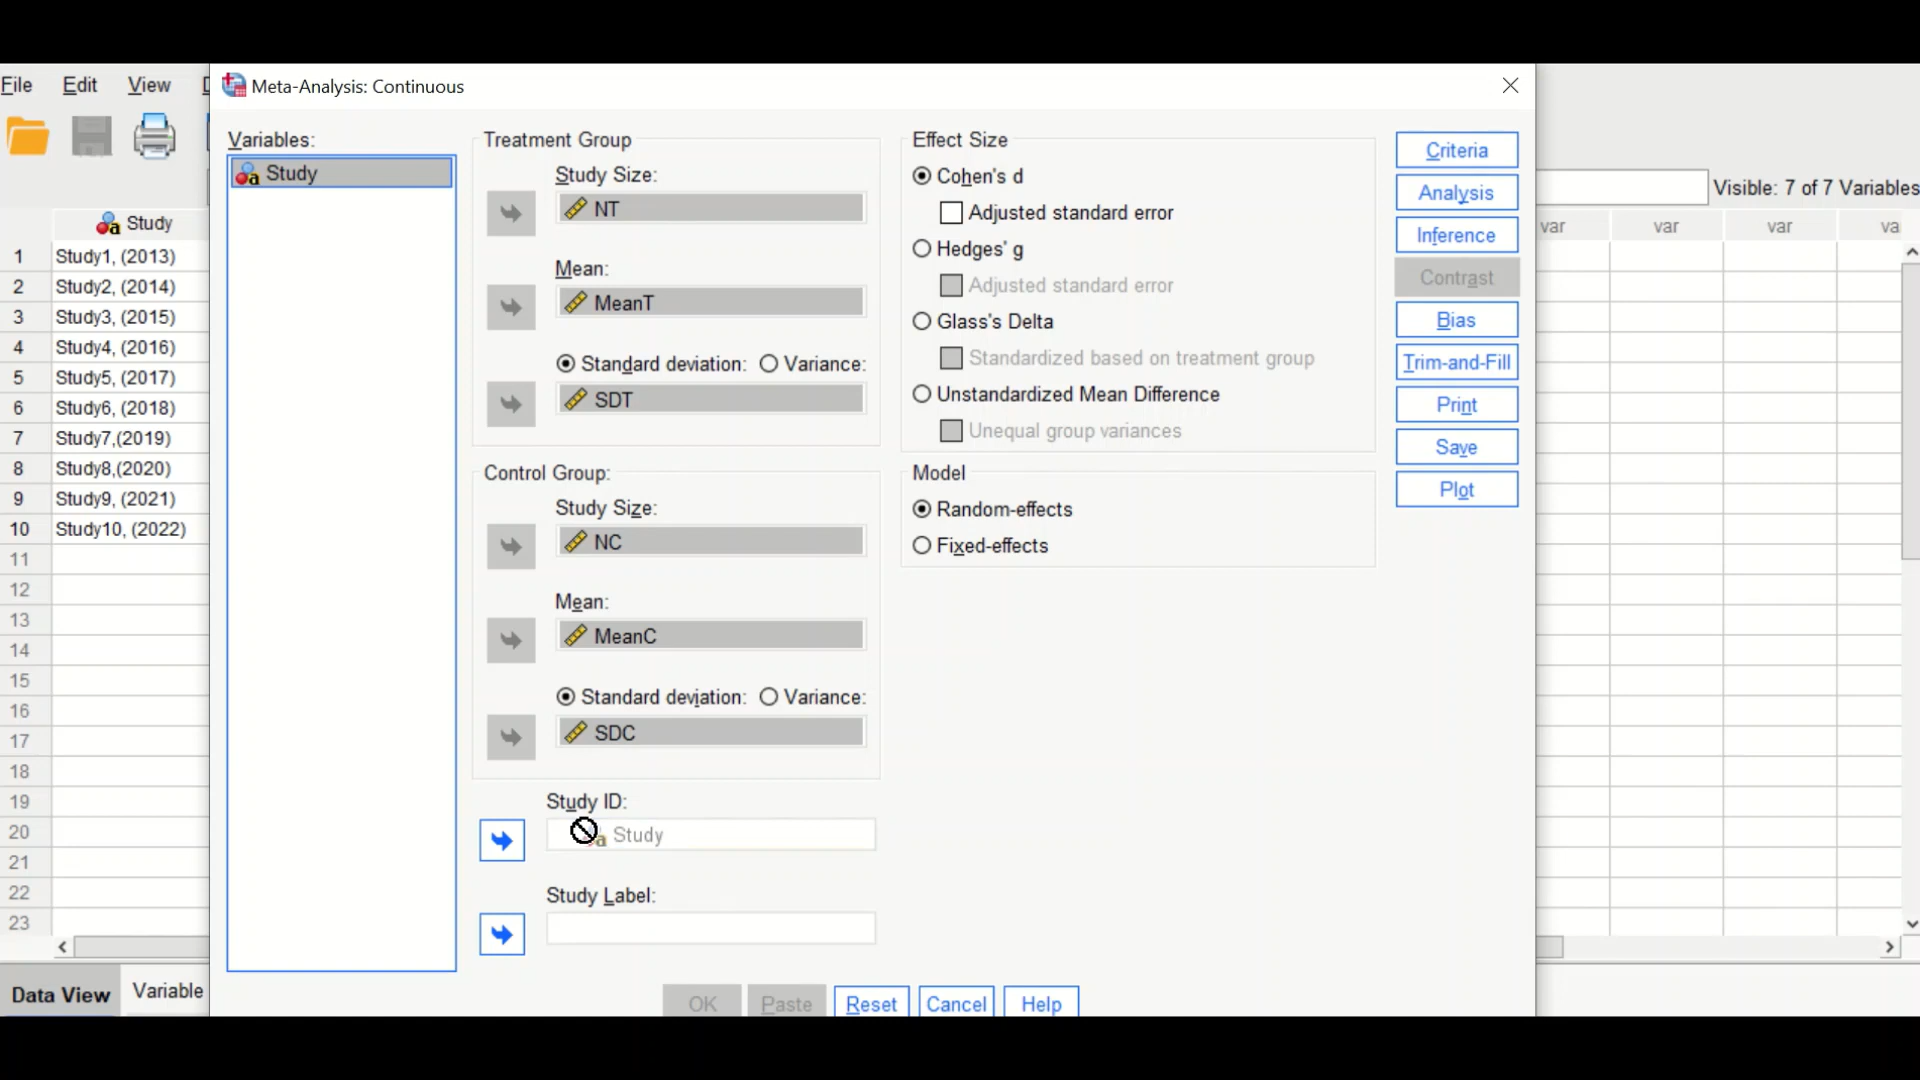 File Edit View
Meta-Analysis: Continuous
Visible: 7 of 7 Variables
Study
var var var va
1 Study1, (2013)
2 Study2, (2014)
3 Study3, (2015)
4 Study4, (2016)
5 Study5, (2017)
6 Study6, (2018)
7 Study7,(2019)
8 Study8,(2020)
9 Study9, (2021)
10 Study10, (2022)
11
12
13
14
15
16
17
18
19
20
21
22
23
Data View Variable
Variables:
Study
Treatment Group
Study Size:
NT
Mean:
MeanT
Standard deviation: Variance:
SDT
Control Group:
Study Size:
NC
Mean:
MeanC
Standard deviation: Variance:
SDC
Study ID:
Study
Study Label:
Effect Size
Cohen's d
Adjusted standard error
Hedges' g
Adjusted standard error
Glass's Delta
Standardized based on treatment group
Unstandardized Mean Difference
Unequal group variances
Model
Random-effects
Fixed-effects
Criteria
Analysis
Inference
Contrast
Bias
Trim-and-Fill
Print
Save
Plot
OK Paste Reset Cancel Help